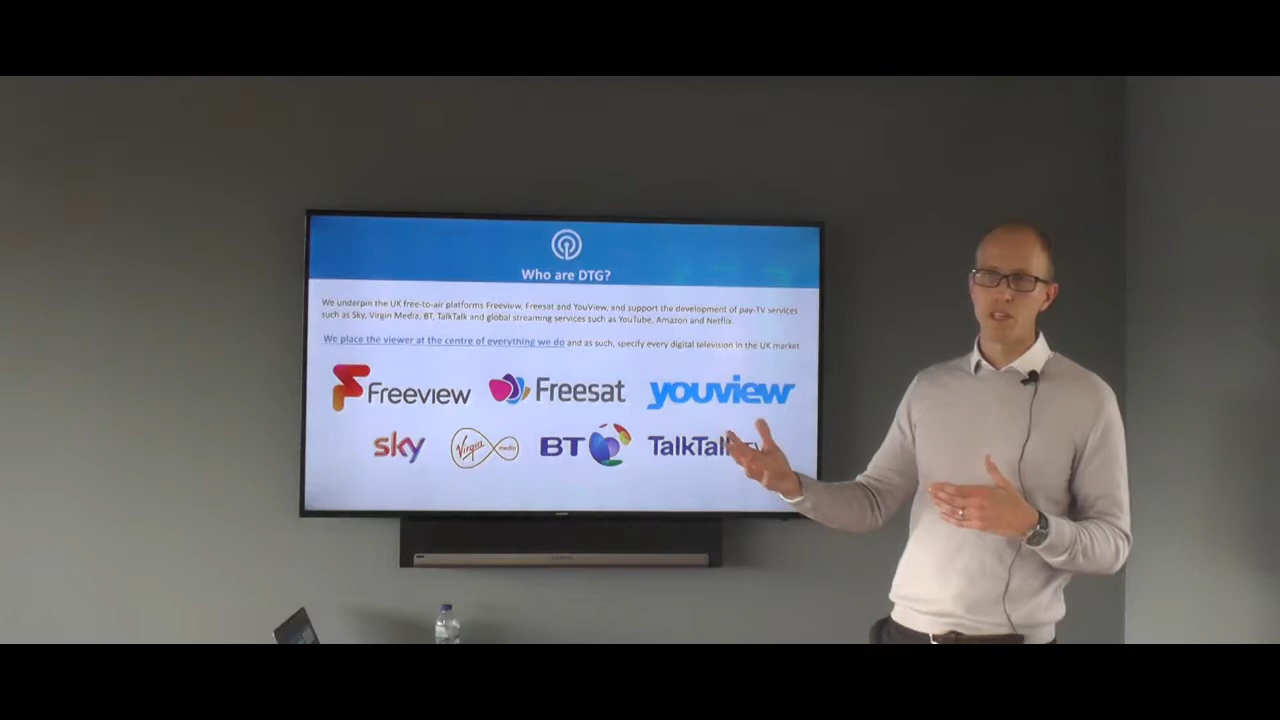 Who are DTG?
We underpin the UK free-to-air platforms Freeview, Freesat and YouView, and support the development of pay-TV services
such as Sky, Virgin Media, BT, TalkTalk and global streaming services such as YouTube, Amazon and Netflix.
We place the viewer at the centre of everything we do and as such, specify every digital television in the UK market
Freeview Freesat youview
sky Virgin media BT TalkTalk